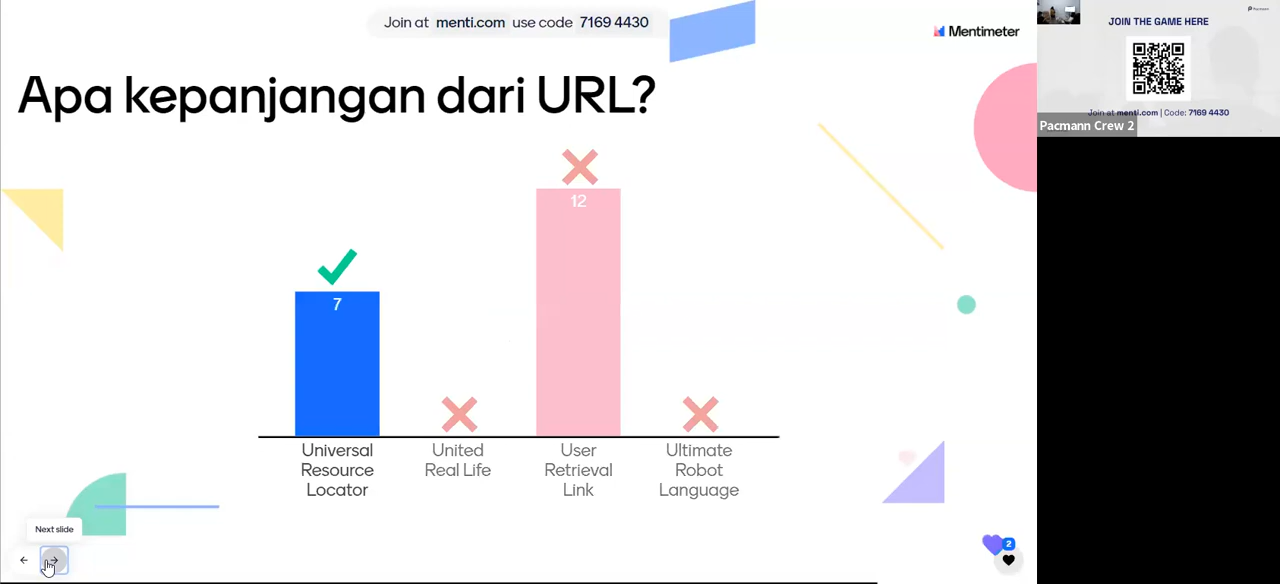 Join at menti.com use code 7169 4430
Mentimeter
Apa kepanjangan dari URL?
12
7
Universal
Resource
Locator
United
Real Life
User
Retrieval
Link
Ultimate
Robot
Language
Next slide
2
JOIN THE GAME HERE
Join at menti.com | Code: 7169 4430
Pacmann Crew 2